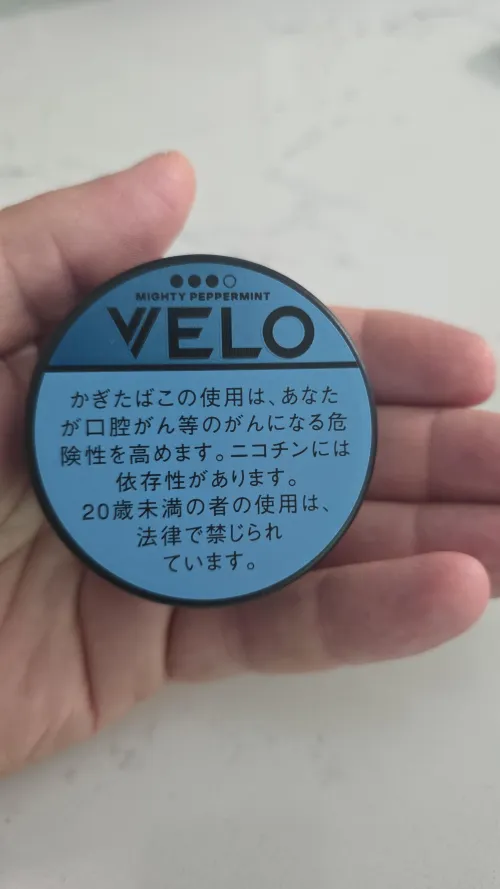 MIGHTY PEPPERMINT
VELO
かぎたばこの使用は、あなた
が口腔がん等のがんになる危
険性を高めます。ニコチンには
依存性があります。
20歳未満の者の使用は、
法律で禁じられ
ています。